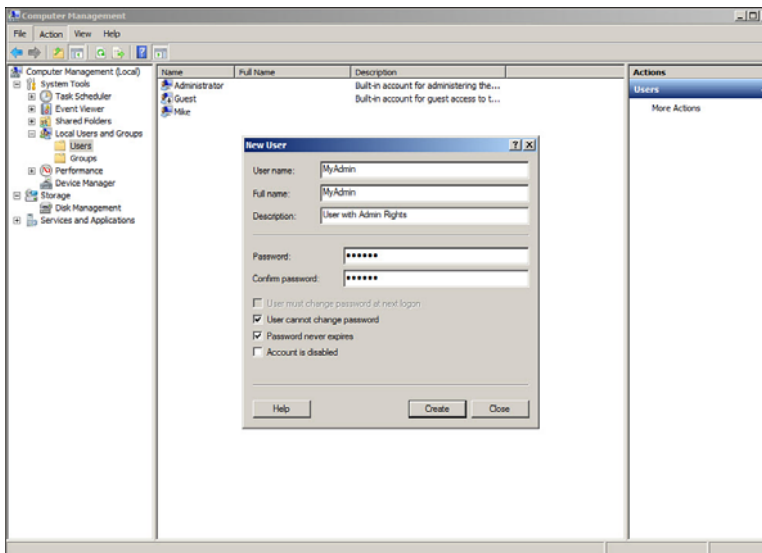 Computer Management
File Action View Help
Computer Management (Local)
System Tools
Task Scheduler
Event Viewer
Shared Folders
Local Users and Groups
Users
Groups
Performance
Device Manager
Storage
Disk Management
Services and Applications
Name Full Name Description
Administrator Built-in account for administering the...
Guest Built-in account for guest access to t...
Mike
Actions
Users
More Actions
New User
User name: MyAdmin
Full name: MyAdmin
Description: User with Admin Rights
Password: ••••••
Confirm password: ••••••
User must change password at next logon
User cannot change password
Password never expires
Account is disabled
Help Create Close